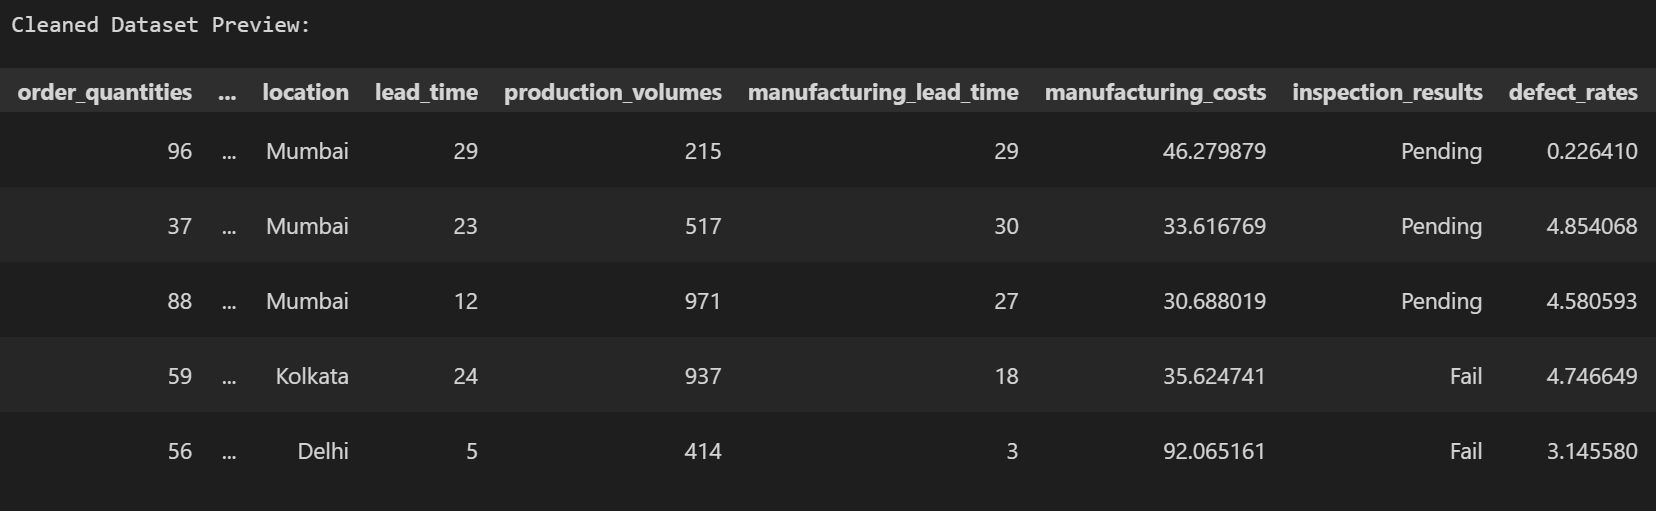 Cleaned Dataset Preview:
order_quantities ... location lead_time production_volumes manufacturing_lead_time manufacturing_costs inspection_results defect_rates
96 ... Mumbai 29 215 29 46.279879 Pending 0.226410
37 ... Mumbai 23 517 30 33.616769 Pending 4.854068
88 ... Mumbai 12 971 27 30.688019 Pending 4.580593
59 ... Kolkata 24 937 18 35.624741 Fail 4.746649
56 ... Delhi 5 414 3 92.065161 Fail 3.145580